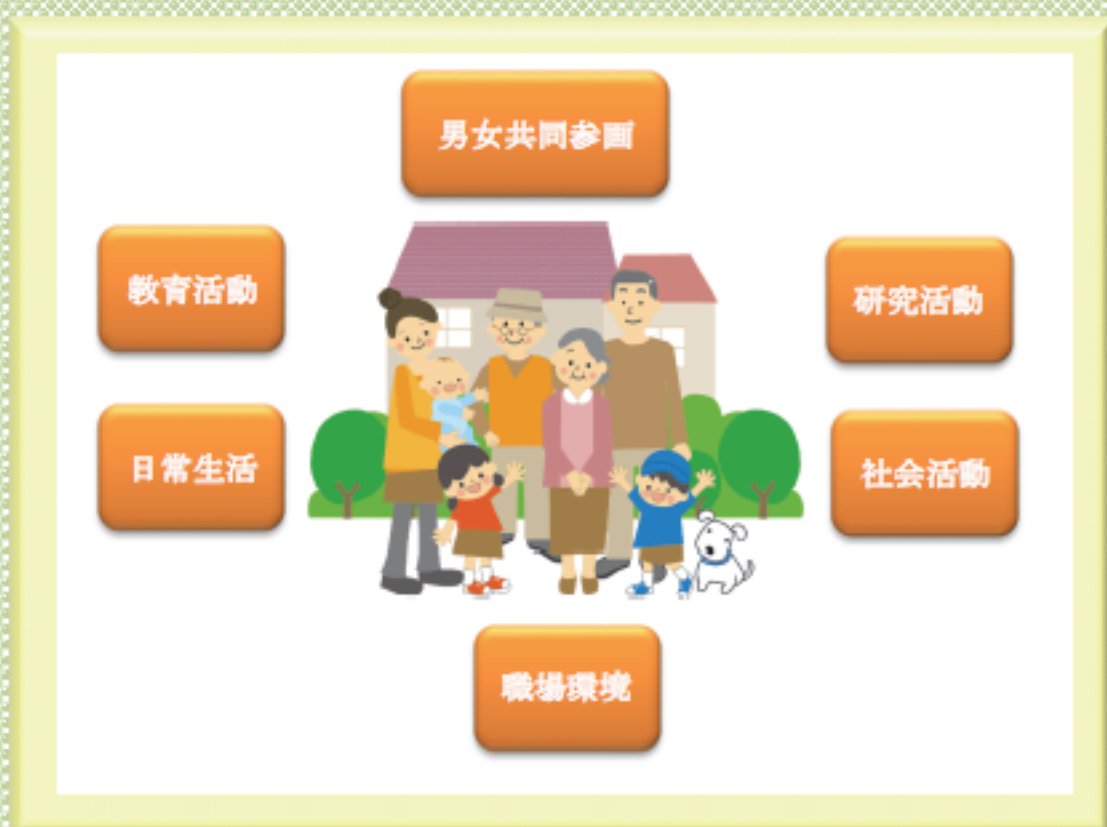 男女共同参画
教育活動
研究活動
日常生活
社会活動
職場環境